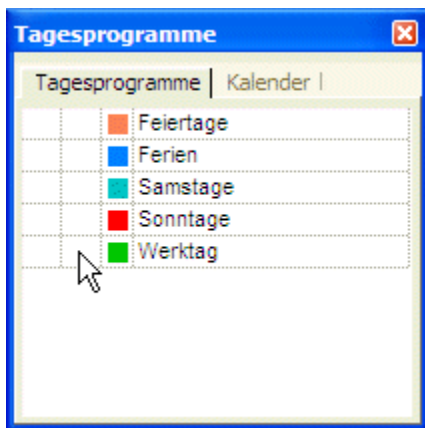 Tagesprogramme
Tagesprogramme Kalender
Feiertage
Ferien
Samstage
Sonntage
Werktag